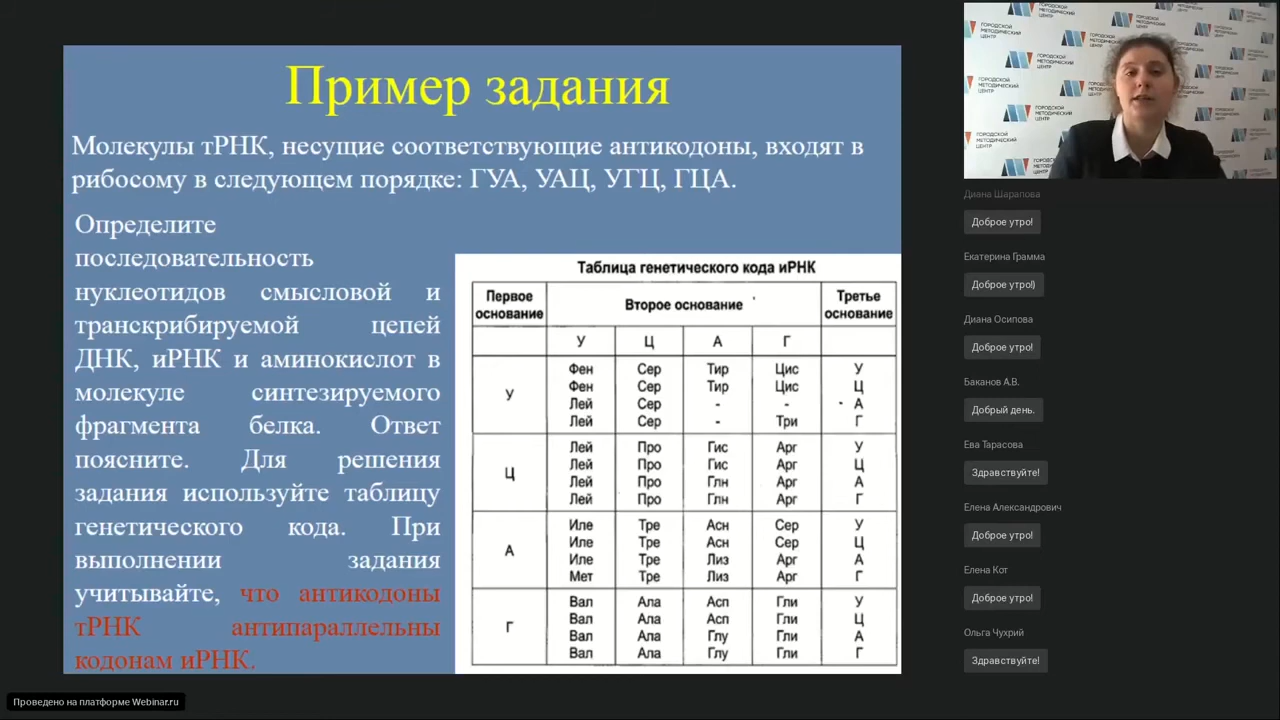 Пример задания
Молекулы тРНК, несущие соответствующие антикодоны, входят в
рибосому в следующем порядке: ГУА, УАЦ, УГЦ, ГЦА.
Определите
последовательность
нуклеотидов смысловой и
транскрибируемой цепей
ДНК, иРНК и аминокислот в
молекуле синтезируемого
фрагмента белка. Ответ
поясните. Для решения
задания используйте таблицу
генетического кода. При
выполнении задания
учитывайте, что антикодоны
тРНК антипараллельны
кодонам иРНК.
Таблица генетического кода иРНК
Первое основание Второе основание Третье основание
У Ц А Г
У
Фен Сер Тир Цис У
Фен Сер Тир Цис Ц
Лей Сер - - А
Лей Сер - Три Г
Ц
Лей Про Гис Арг У
Лей Про Гис Арг Ц
Лей Про Глн Арг А
Лей Про Глн Арг Г
А
Иле Тре Асн Сер У
Иле Тре Асн Сер Ц
Иле Тре Лиз Арг А
Мет Тре Лиз Арг Г
Г
Вал Ала Асп Гли У
Вал Ала Асп Гли Ц
Вал Ала Глу Гли А
Вал Ала Глу Гли Г
ГОРОДСКОЙ
МЕТОДИЧЕСКИЙ
ЦЕНТР
Диана Шарапова
Доброе утро!
Екатерина Грамма
Доброе утро!)
Диана Осипова
Доброе утро!
Баканов А.В.
Добрый день.
Ева Тарасова
Здравствуйте!
Елена Александрович
Доброе утро!
Елена Кот
Доброе утро!
Ольга Чухрий
Здравствуйте!
Проведено на платформе Webinar.ru